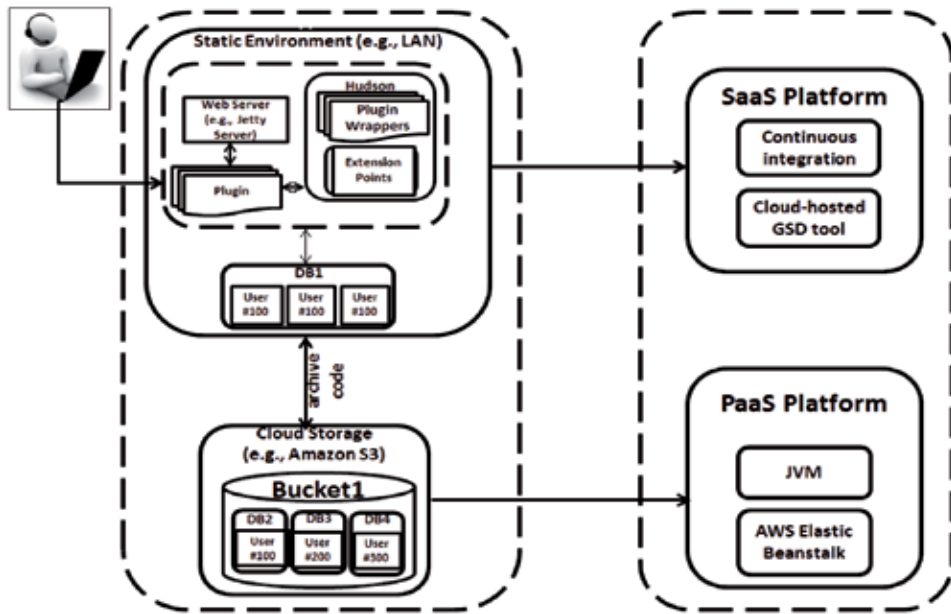 Static Environment (e.g., LAN)
Web Server
(e.g., Jetty
Server)
Plugin
Hudson
Plugin
Wrappers
Extension
Points
DB1
User
#100
User
#100
User
#100
archive
code
Cloud Storage
(e.g., Amazon S3)
Bucket1
DB2
User
#100
DB3
User
#200
DB4
User
#300
SaaS Platform
Continuous
integration
Cloud-hosted
GSD tool
PaaS Platform
JVM
AWS Elastic
Beanstalk